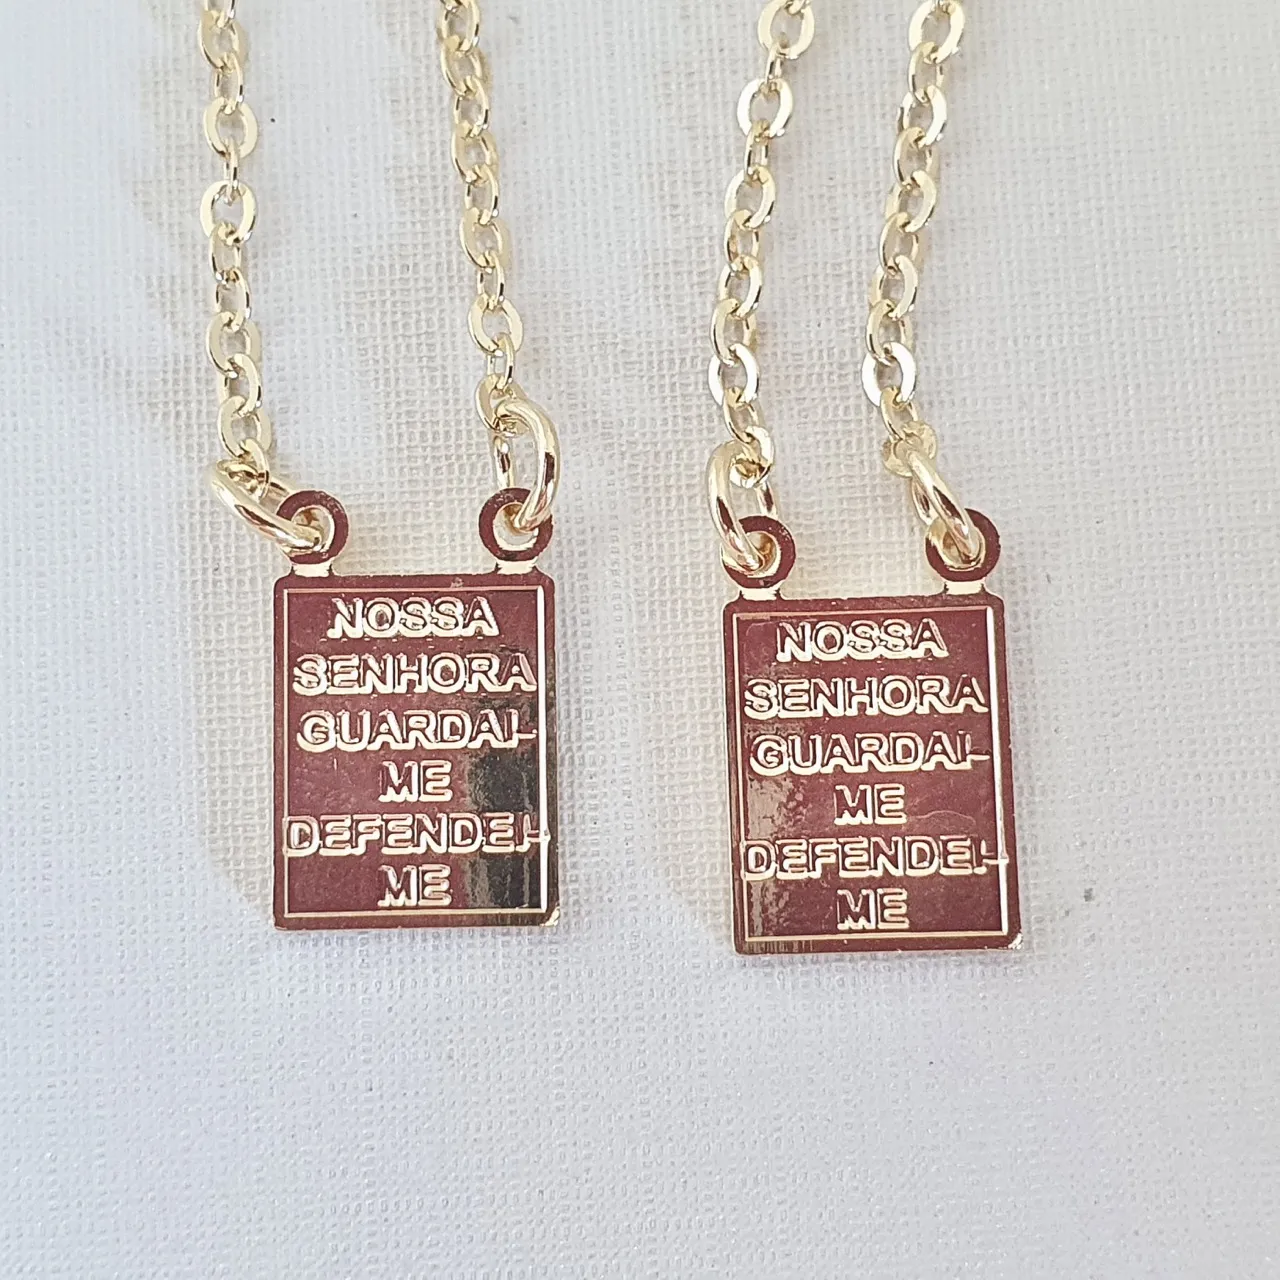 NOSSA
SENHORA
GUARDAI-
ME
DEFENDEI-
ME
NOSSA
SENHORA
GUARDAI-
ME
DEFENDEI-
ME